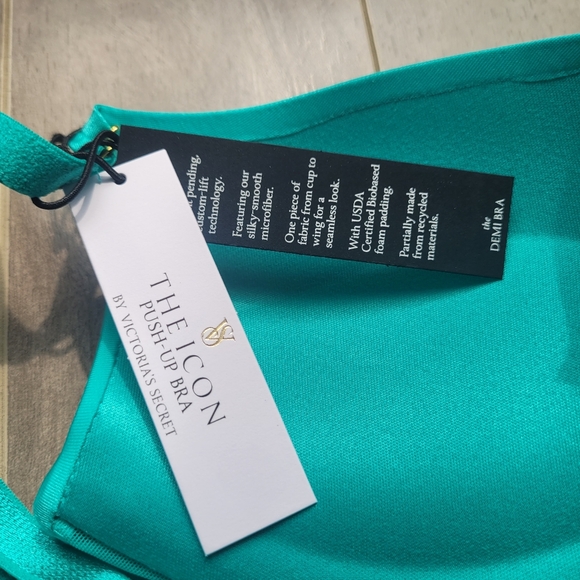 VS
THE ICON
PUSH-UP BRA
BY VICTORIA'S SECRET
pending,
custom-lift
technology.
Featuring our
silky-smooth
microfiber.
One piece of
fabric from cup to
wing for a
seamless look.
With USDA
Certified Biobased
foam padding.
Partially made
from recycled
materials.
the
DEMI BRA